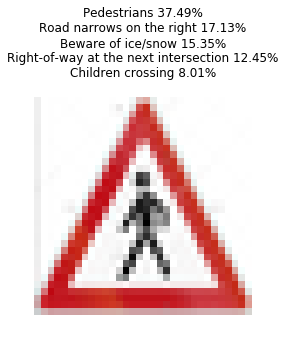 Pedestrians 37.49%
Road narrows on the right 17.13%
Beware of ice/snow 15.35%
Right-of-way at the next intersection 12.45%
Children crossing 8.01%